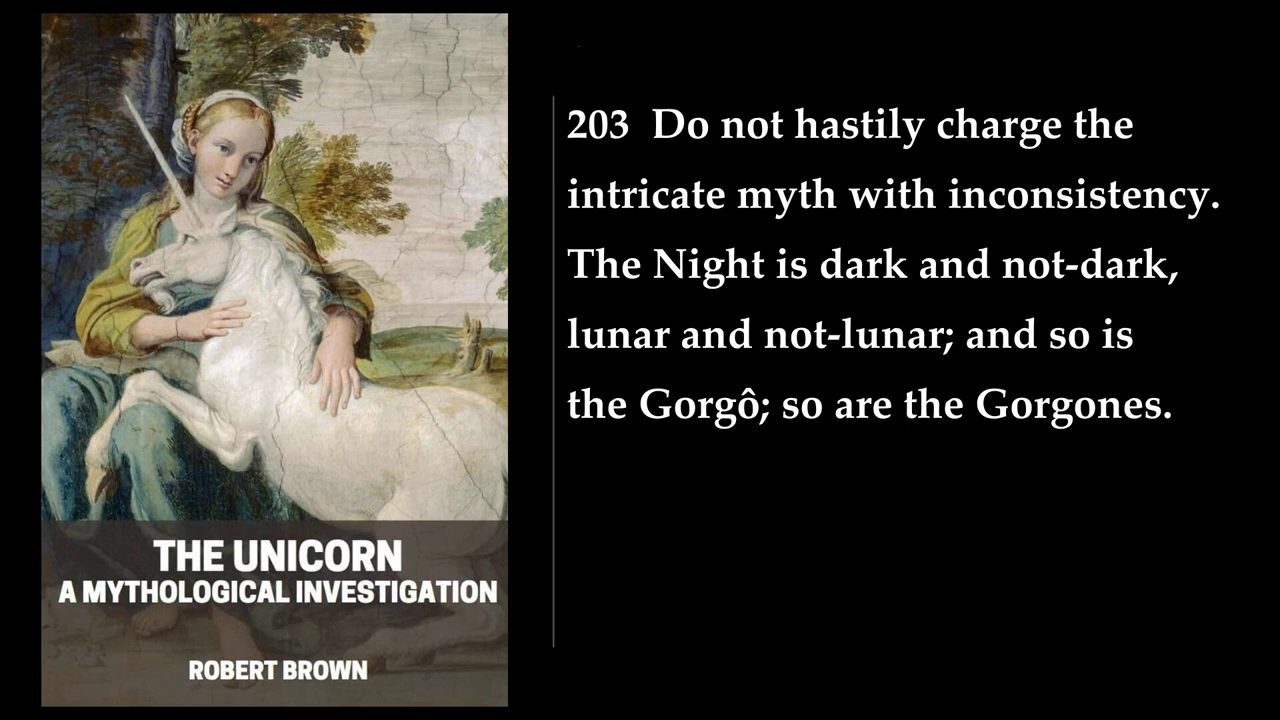 203 Do not hastily charge the
intricate myth with inconsistency.
The Night is dark and not-dark,
lunar and not-lunar; and so is
the Gorgô; so are the Gorgones.
THE UNICORN
A MYTHOLOGICAL INVESTIGATION
ROBERT BROWN